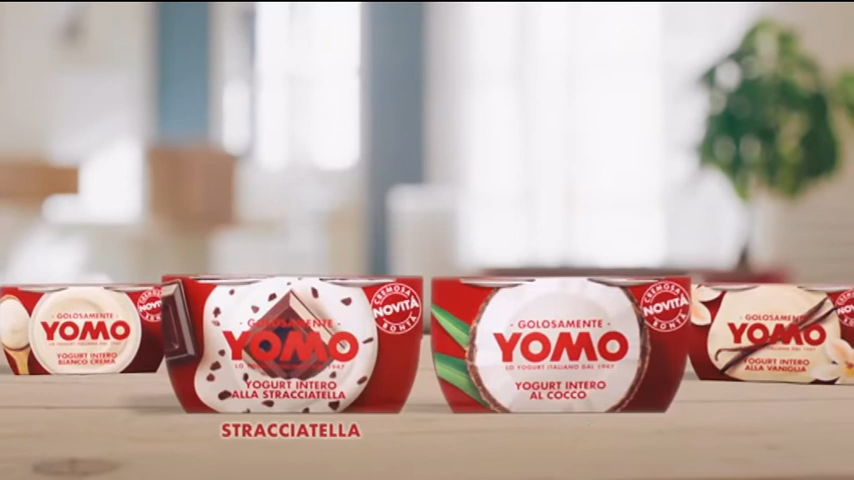 - GOLOSAMENTE -
YOMO
YOGURT INTERO
BIANCO CREMA
NOVITÀ
- GOLOSAMENTE -
YOMO
LO YOGURT ITALIANO DAL 1947
YOGURT INTERO
ALLA STRACCIATELLA
CREMOSA
NOVITÀ
BONTÀ
- GOLOSAMENTE -
YOMO
LO YOGURT ITALIANO DAL 1947
YOGURT INTERO
AL COCCO
CREMOSA
NOVITÀ
BONTÀ
- GOLOSAMENTE -
YOMO
YOGURT INTERO
ALLA VANIGLIA
STRACCIATELLA